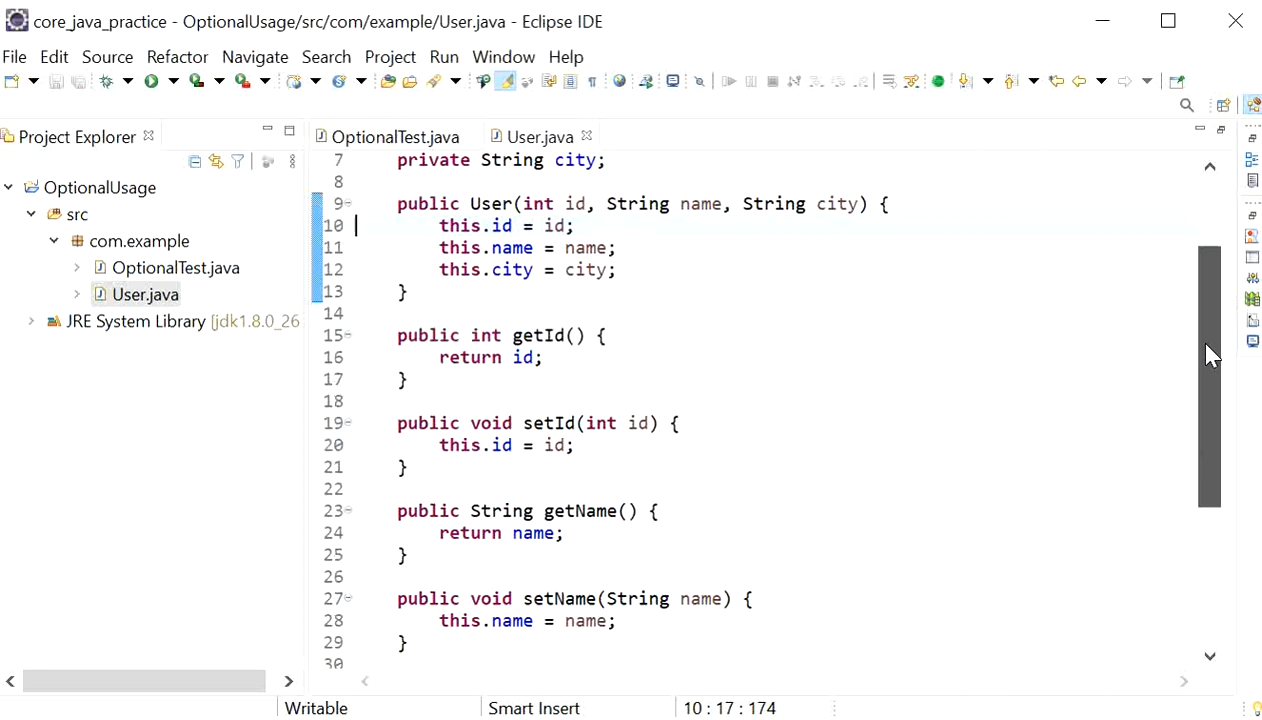 core_java_practice - OptionalUsage/src/com/example/User.java - Eclipse IDE
File Edit Source Refactor Navigate Search Project Run Window Help
Project Explorer
OptionalUsage
src
com.example
OptionalTest.java
User.java
JRE System Library [jdk1.8.0_26
OptionalTest.java User.java
7 private String city;
8
9 public User(int id, String name, String city) {
10 this.id = id;
11 this.name = name;
12 this.city = city;
13 }
14
15 public int getId() {
16 return id;
17 }
18
19 public void setId(int id) {
20 this.id = id;
21 }
22
23 public String getName() {
24 return name;
25 }
26
27 public void setName(String name) {
28 this.name = name;
29 }
30
Writable Smart Insert 10 : 17 : 174